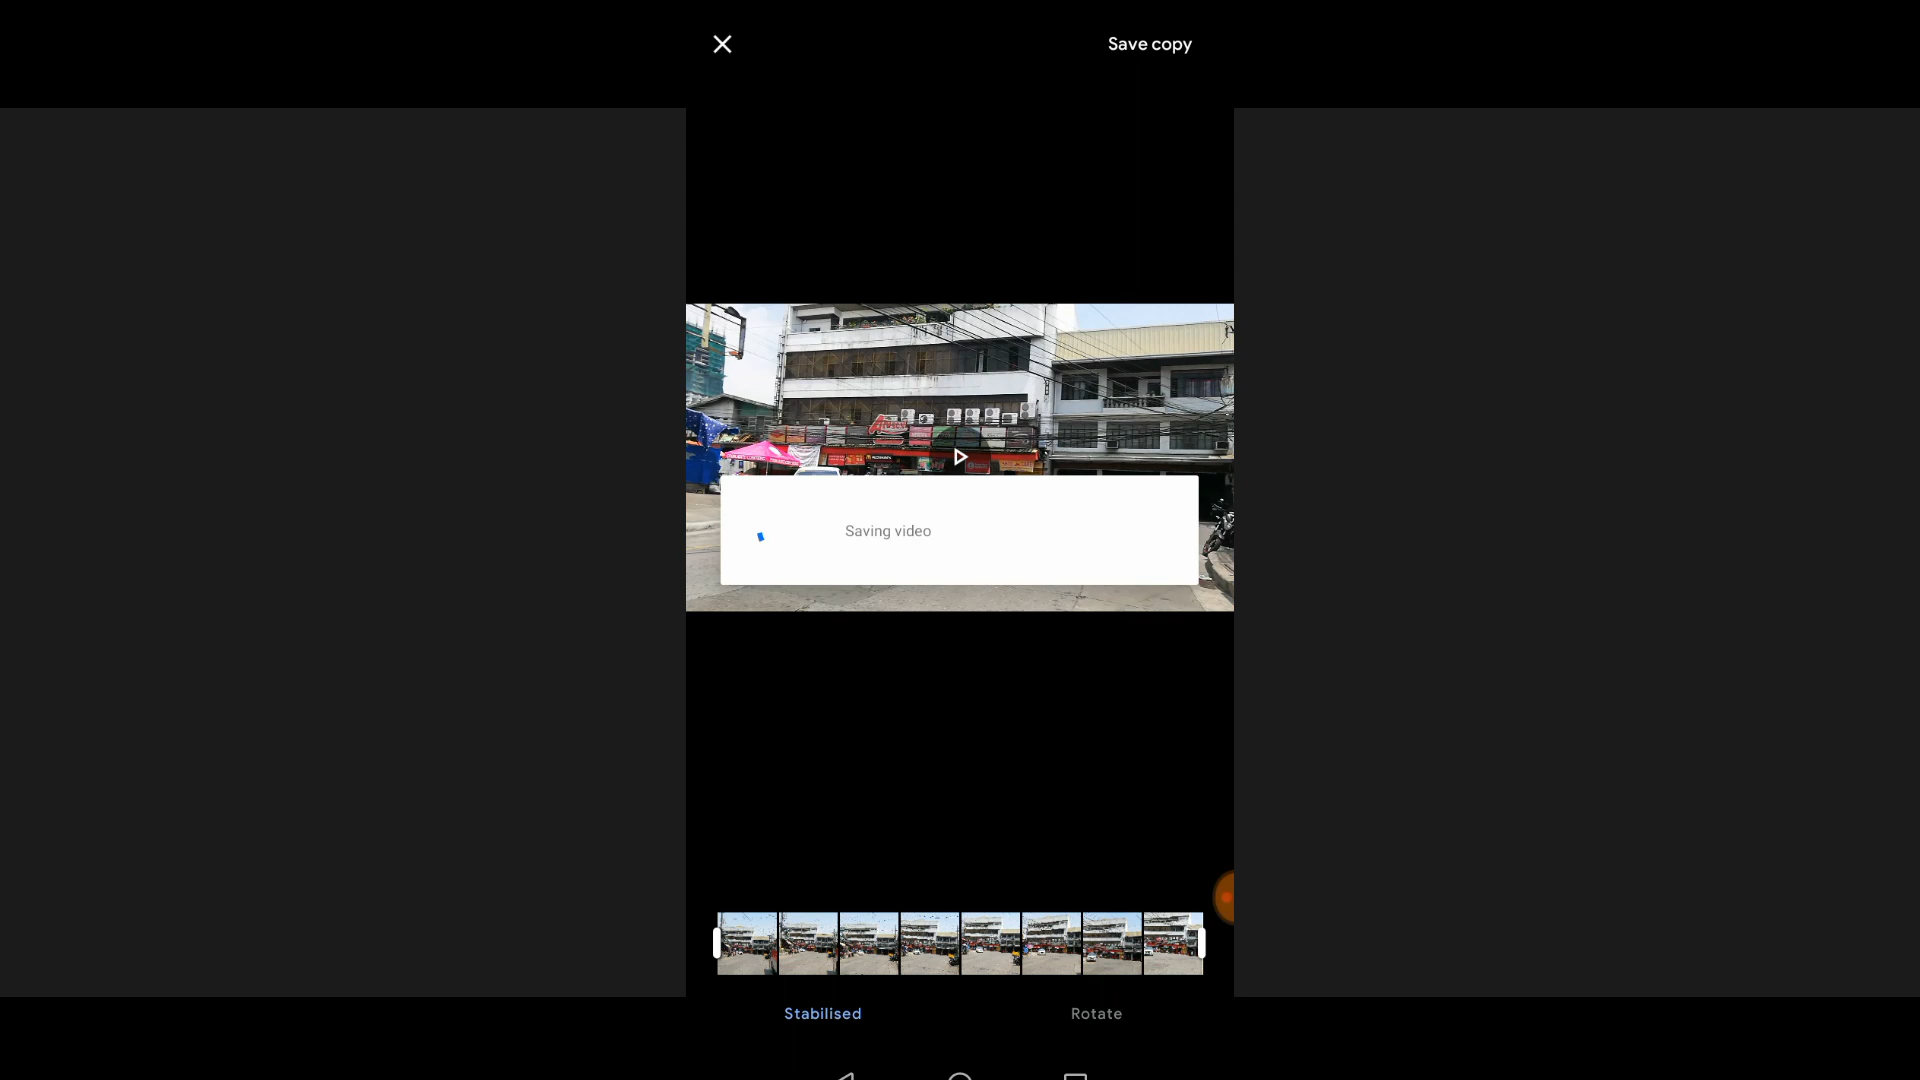 Save copy
Saving video
Stabilised
Rotate